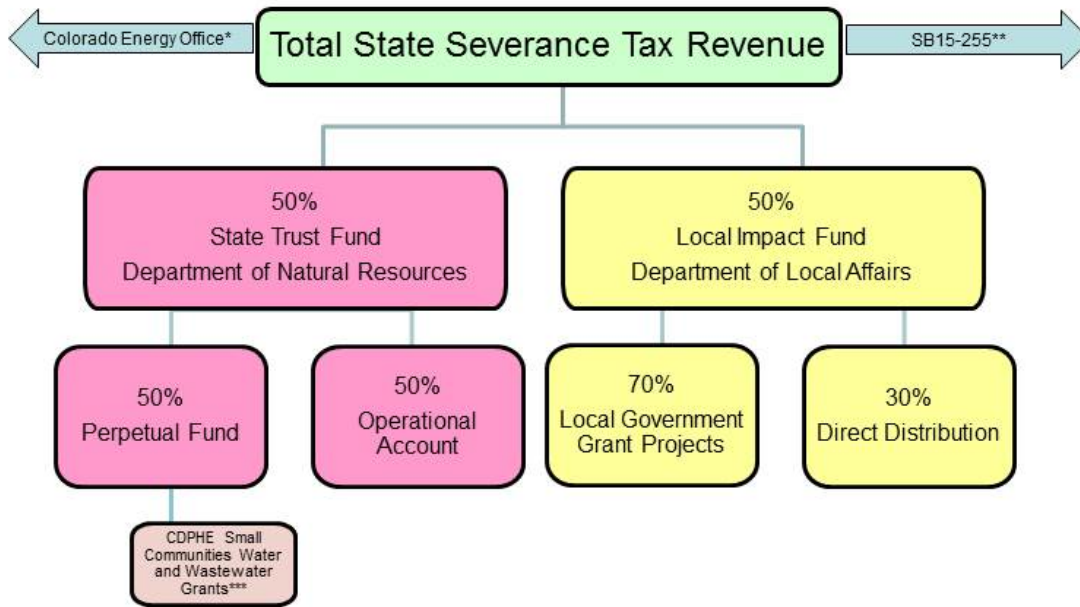 Colorado Energy Office*
Total State Severance Tax Revenue
SB15-255**
50%
State Trust Fund
Department of Natural Resources
50%
Local Impact Fund
Department of Local Affairs
50%
Perpetual Fund
50%
Operational
Account
70%
Local Government
Grant Projects
30%
Direct Distribution
CDPHE Small
Communities Water
and Wastewater
Grants***